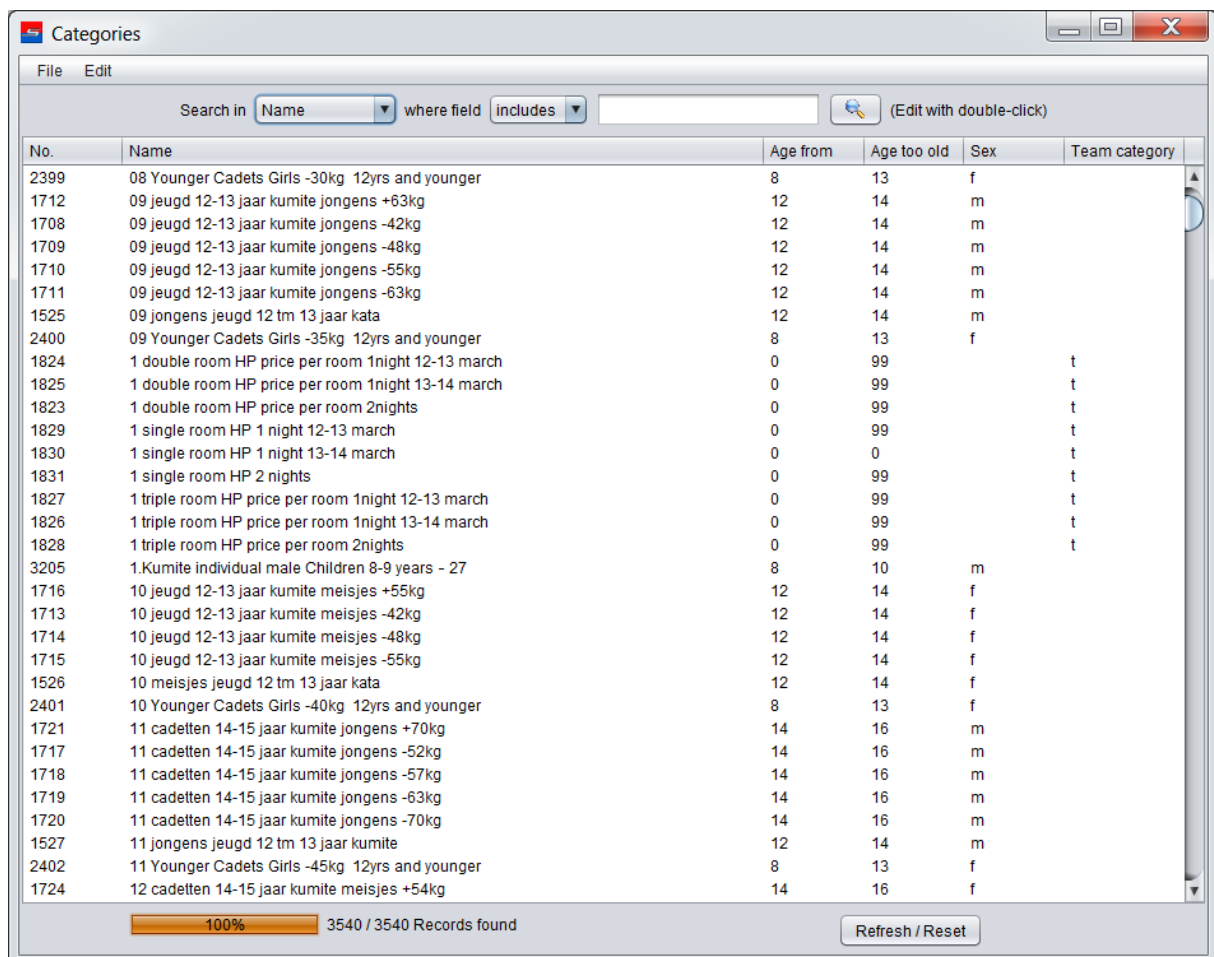 Categories
File Edit
Search in Name where field includes (Edit with double-click)
No. Name Age from Age too old Sex Team category
2399 08 Younger Cadets Girls -30kg 12yrs and younger 8 13 f
1712 09 jeugd 12-13 jaar kumite jongens +63kg 12 14 m
1708 09 jeugd 12-13 jaar kumite jongens -42kg 12 14 m
1709 09 jeugd 12-13 jaar kumite jongens -48kg 12 14 m
1710 09 jeugd 12-13 jaar kumite jongens -55kg 12 14 m
1711 09 jeugd 12-13 jaar kumite jongens -63kg 12 14 m
1525 09 jongens jeugd 12 tm 13 jaar kata 12 14 m
2400 09 Younger Cadets Girls -35kg 12yrs and younger 8 13 f
1824 1 double room HP price per room 1night 12-13 march 0 99 t
1825 1 double room HP price per room 1night 13-14 march 0 99 t
1823 1 double room HP price per room 2nights 0 99 t
1829 1 single room HP 1 night 12-13 march 0 99 t
1830 1 single room HP 1 night 13-14 march 0 0 t
1831 1 single room HP 2 nights 0 99 t
1827 1 triple room HP price per room 1night 12-13 march 0 99 t
1826 1 triple room HP price per room 1night 13-14 march 0 99 t
1828 1 triple room HP price per room 2nights 0 99 t
3205 1.Kumite individual male Children 8-9 years - 27 8 10 m
1716 10 jeugd 12-13 jaar kumite meisjes +55kg 12 14 f
1713 10 jeugd 12-13 jaar kumite meisjes -42kg 12 14 f
1714 10 jeugd 12-13 jaar kumite meisjes -48kg 12 14 f
1715 10 jeugd 12-13 jaar kumite meisjes -55kg 12 14 f
1526 10 meisjes jeugd 12 tm 13 jaar kata 12 14 f
2401 10 Younger Cadets Girls -40kg 12yrs and younger 8 13 f
1721 11 cadetten 14-15 jaar kumite jongens +70kg 14 16 m
1717 11 cadetten 14-15 jaar kumite jongens -52kg 14 16 m
1718 11 cadetten 14-15 jaar kumite jongens -57kg 14 16 m
1719 11 cadetten 14-15 jaar kumite jongens -63kg 14 16 m
1720 11 cadetten 14-15 jaar kumite jongens -70kg 14 16 m
1527 11 jongens jeugd 12 tm 13 jaar kumite 12 14 m
2402 11 Younger Cadets Girls -45kg 12yrs and younger 8 13 f
1724 12 cadetten 14-15 jaar kumite meisjes +54kg 14 16 f
100% 3540 / 3540 Records found Refresh / Reset